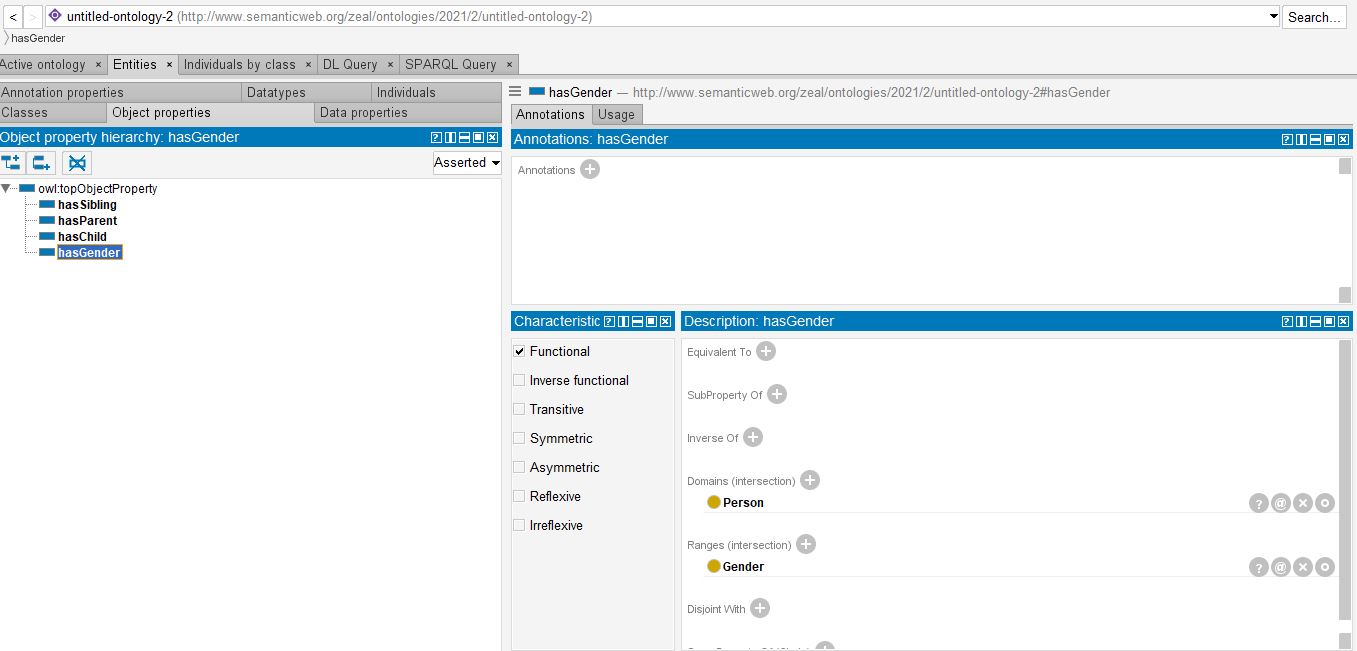 < > untitled-ontology-2 (http://www.semanticweb.org/zeal/ontologies/2021/2/untitled-ontology-2) Search...
hasGender
Active ontology × Entities × Individuals by class × DL Query × SPARQL Query ×
Annotation properties Datatypes Individuals
Classes Object properties Data properties
Object property hierarchy: hasGender
Asserted
owl:topObjectProperty
hasSibling
hasParent
hasChild
hasGender
hasGender — http://www.semanticweb.org/zeal/ontologies/2021/2/untitled-ontology-2#hasGender
Annotations Usage
Annotations: hasGender
Annotations
Characteristic
Functional
Inverse functional
Transitive
Symmetric
Asymmetric
Reflexive
Irreflexive
Description: hasGender
Equivalent To
SubProperty Of
Inverse Of
Domains (intersection)
Person
Ranges (intersection)
Gender
Disjoint With